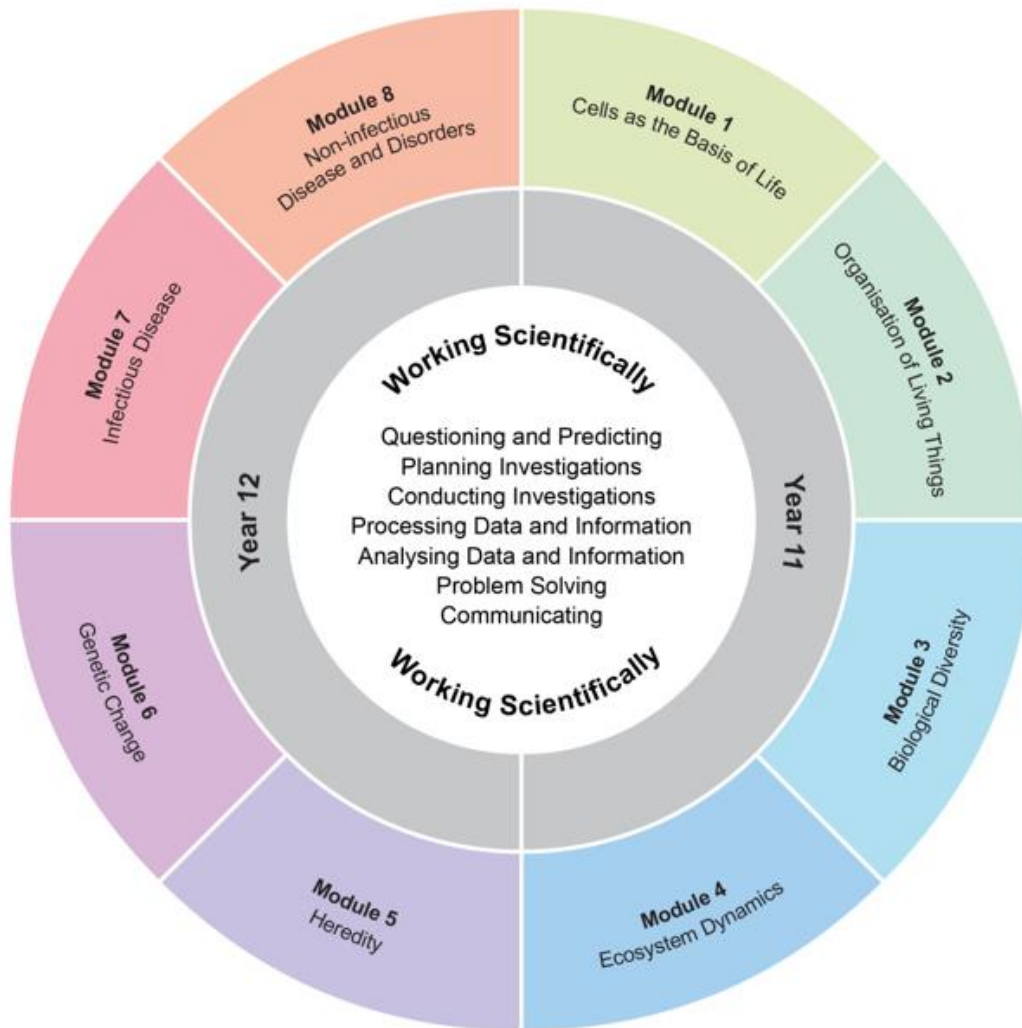 Module 1
Cells as the Basis of Life
Module 2
Organisation of Living Things
Module 3
Biological Diversity
Module 4
Ecosystem Dynamics
Module 5
Heredity
Module 6
Genetic Change
Module 7
Infectious Disease
Module 8
Non-infectious
Disease and Disorders
Year 11
Year 12
Working Scientifically
Questioning and Predicting
Planning Investigations
Conducting Investigations
Processing Data and Information
Analysing Data and Information
Problem Solving
Communicating
Working Scientifically